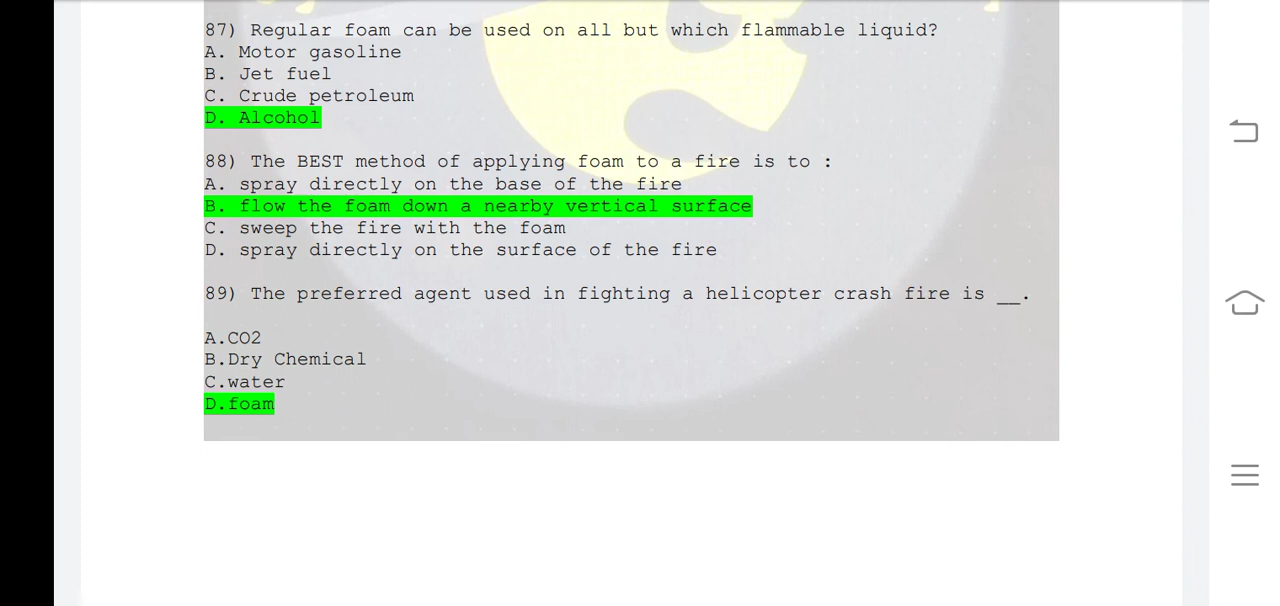 87) Regular foam can be used on all but which flammable liquid?
A. Motor gasoline
B. Jet fuel
C. Crude petroleum
D. Alcohol
88) The BEST method of applying foam to a fire is to :
A. spray directly on the base of the fire
B. flow the foam down a nearby vertical surface
C. sweep the fire with the foam
D. spray directly on the surface of the fire
89) The preferred agent used in fighting a helicopter crash fire is __.
A.CO2
B.Dry Chemical
C.water
D.foam